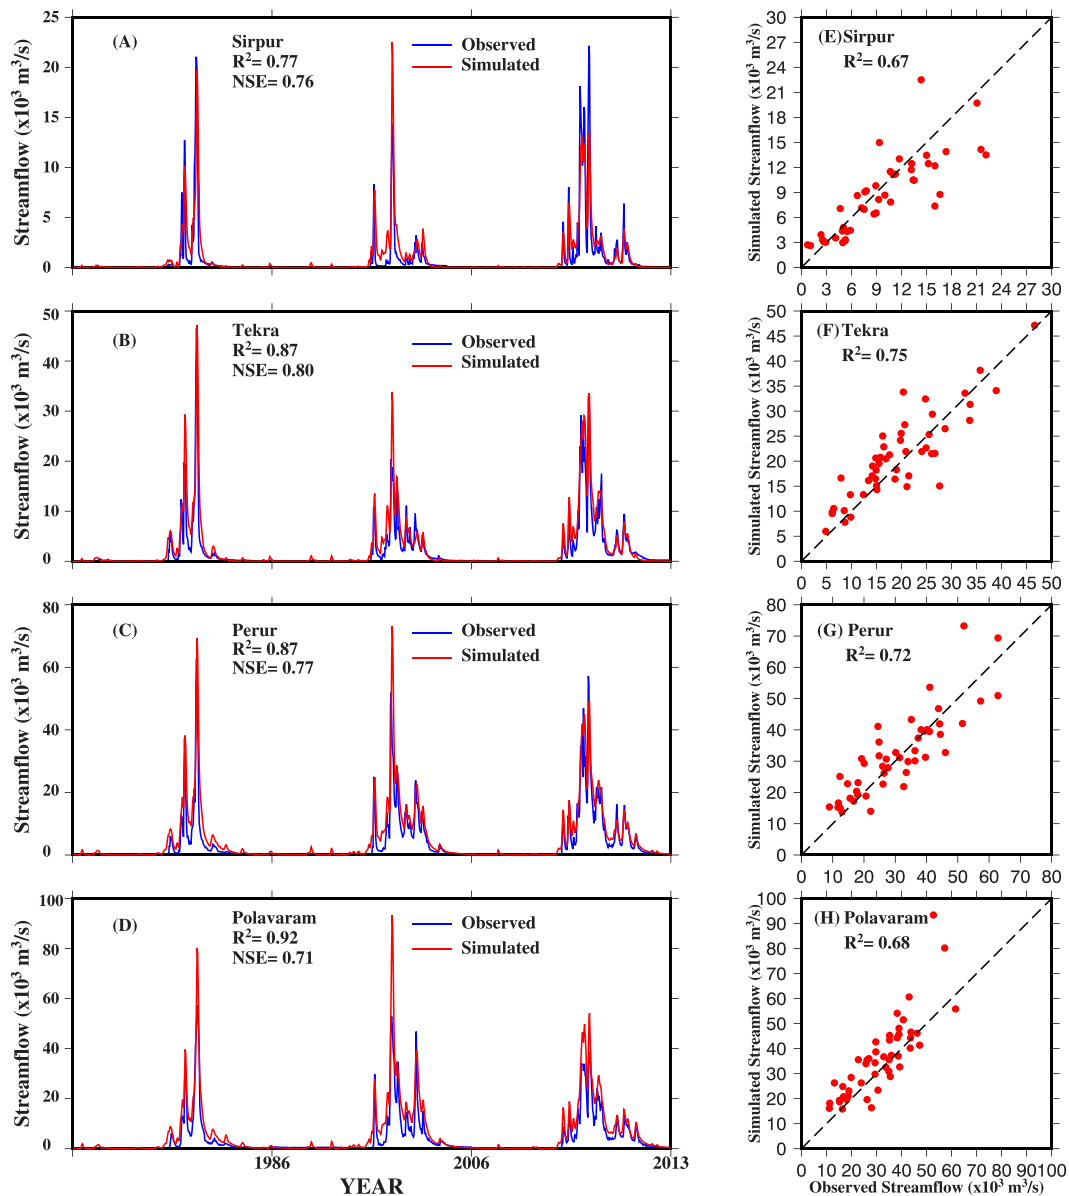 (A) Sirpur
R²= 0.77
NSE= 0.76
Observed
Simulated
Streamflow (x10³ m³/s)
25
20
15
10
5
0
(E) Sirpur
R²= 0.67
Simulated Streamflow (x10³ m³/s)
30
27
24
21
18
15
12
9
6
3
0
0 3 6 9 12 15 18 21 24 27 30
(B) Tekra
R²= 0.87
NSE= 0.80
Observed
Simulated
Streamflow (x10³ m³/s)
50
40
30
20
10
0
(F) Tekra
R²= 0.75
Simulated Streamflow (x10³ m³/s)
50
45
40
35
30
25
20
15
10
5
0
0 5 10 15 20 25 30 35 40 45 50
(C) Perur
R²= 0.87
NSE= 0.77
Observed
Simulated
Streamflow (x10³ m³/s)
80
60
40
20
0
(G) Perur
R²= 0.72
Simulated Streamflow (x10³ m³/s)
80
70
60
50
40
30
20
10
0
0 10 20 30 40 50 60 70 80
(D) Polavaram
R²= 0.92
NSE= 0.71
Observed
Simulated
Streamflow (x10³ m³/s)
100
80
60
40
20
0
1986 2006 2013
YEAR
(H) Polavaram
R²= 0.68
Simulated Streamflow (x10³ m³/s)
100
90
80
70
60
50
40
30
20
10
0
0 10 20 30 40 50 60 70 80 90 100
Observed Streamflow (x10³ m³/s)